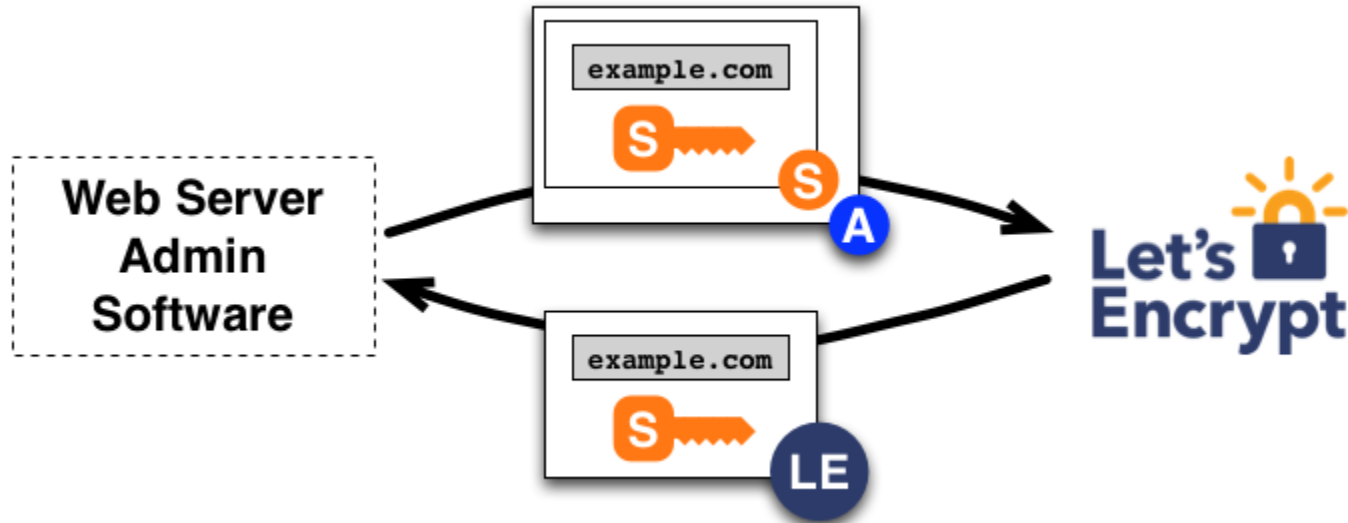 Web Server
Admin
Software
example.com
S
S
A
Let's
Encrypt
example.com
S
LE